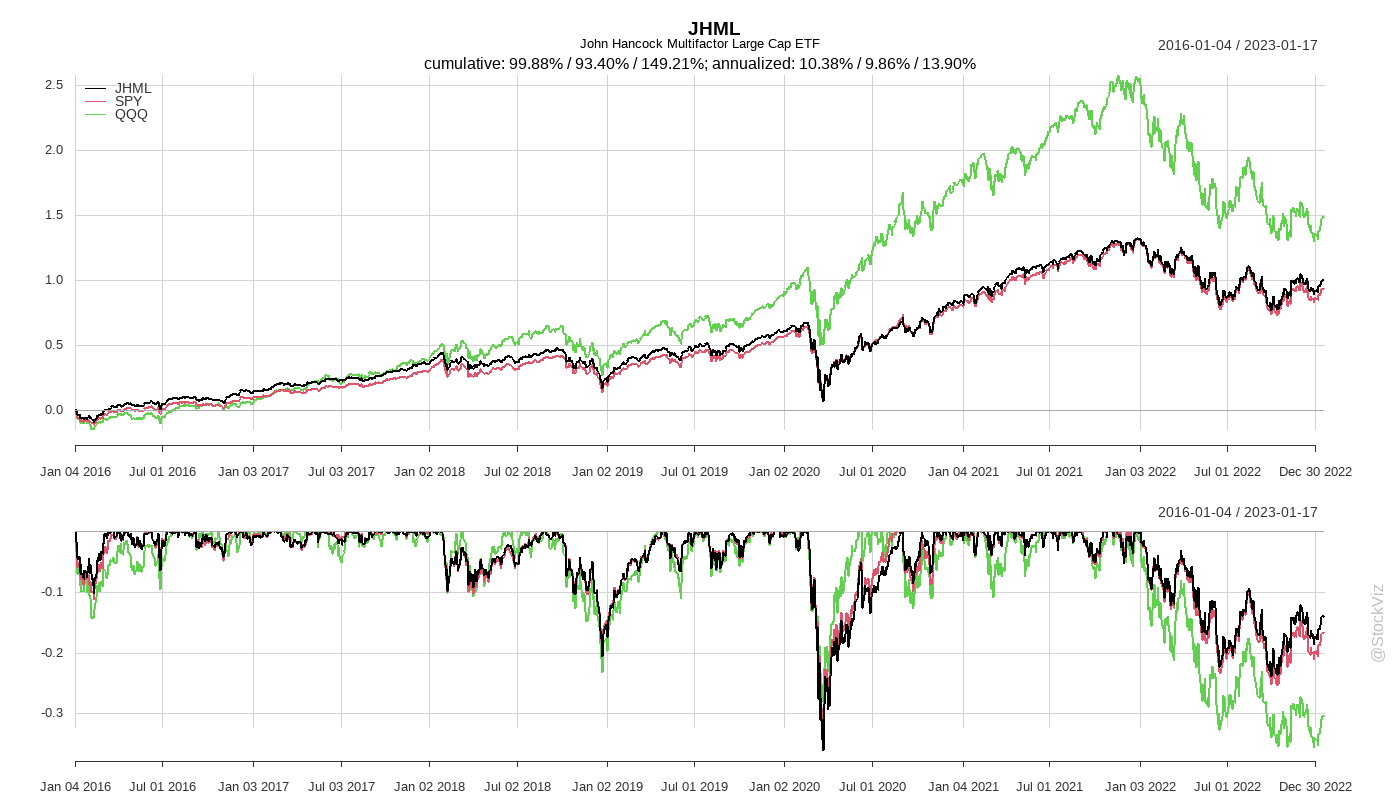 JHML
John Hancock Multifactor Large Cap ETF
2016-01-04 / 2023-01-17
cumulative: 99.88% / 93.40% / 149.21%; annualized: 10.38% / 9.86% / 13.90%
JHML
SPY
QQQ
2.5
2.0
1.5
1.0
0.5
0.0
Jan 04 2016 Jul 01 2016 Jan 03 2017 Jul 03 2017 Jan 02 2018 Jul 02 2018 Jan 02 2019 Jul 01 2019 Jan 02 2020 Jul 01 2020 Jan 04 2021 Jul 01 2021 Jan 03 2022 Jul 01 2022 Dec 30 2022
2016-01-04 / 2023-01-17
-0.1
-0.2
-0.3
Jan 04 2016 Jul 01 2016 Jan 03 2017 Jul 03 2017 Jan 02 2018 Jul 02 2018 Jan 02 2019 Jul 01 2019 Jan 02 2020 Jul 01 2020 Jan 04 2021 Jul 01 2021 Jan 03 2022 Jul 01 2022 Dec 30 2022
@StockViz